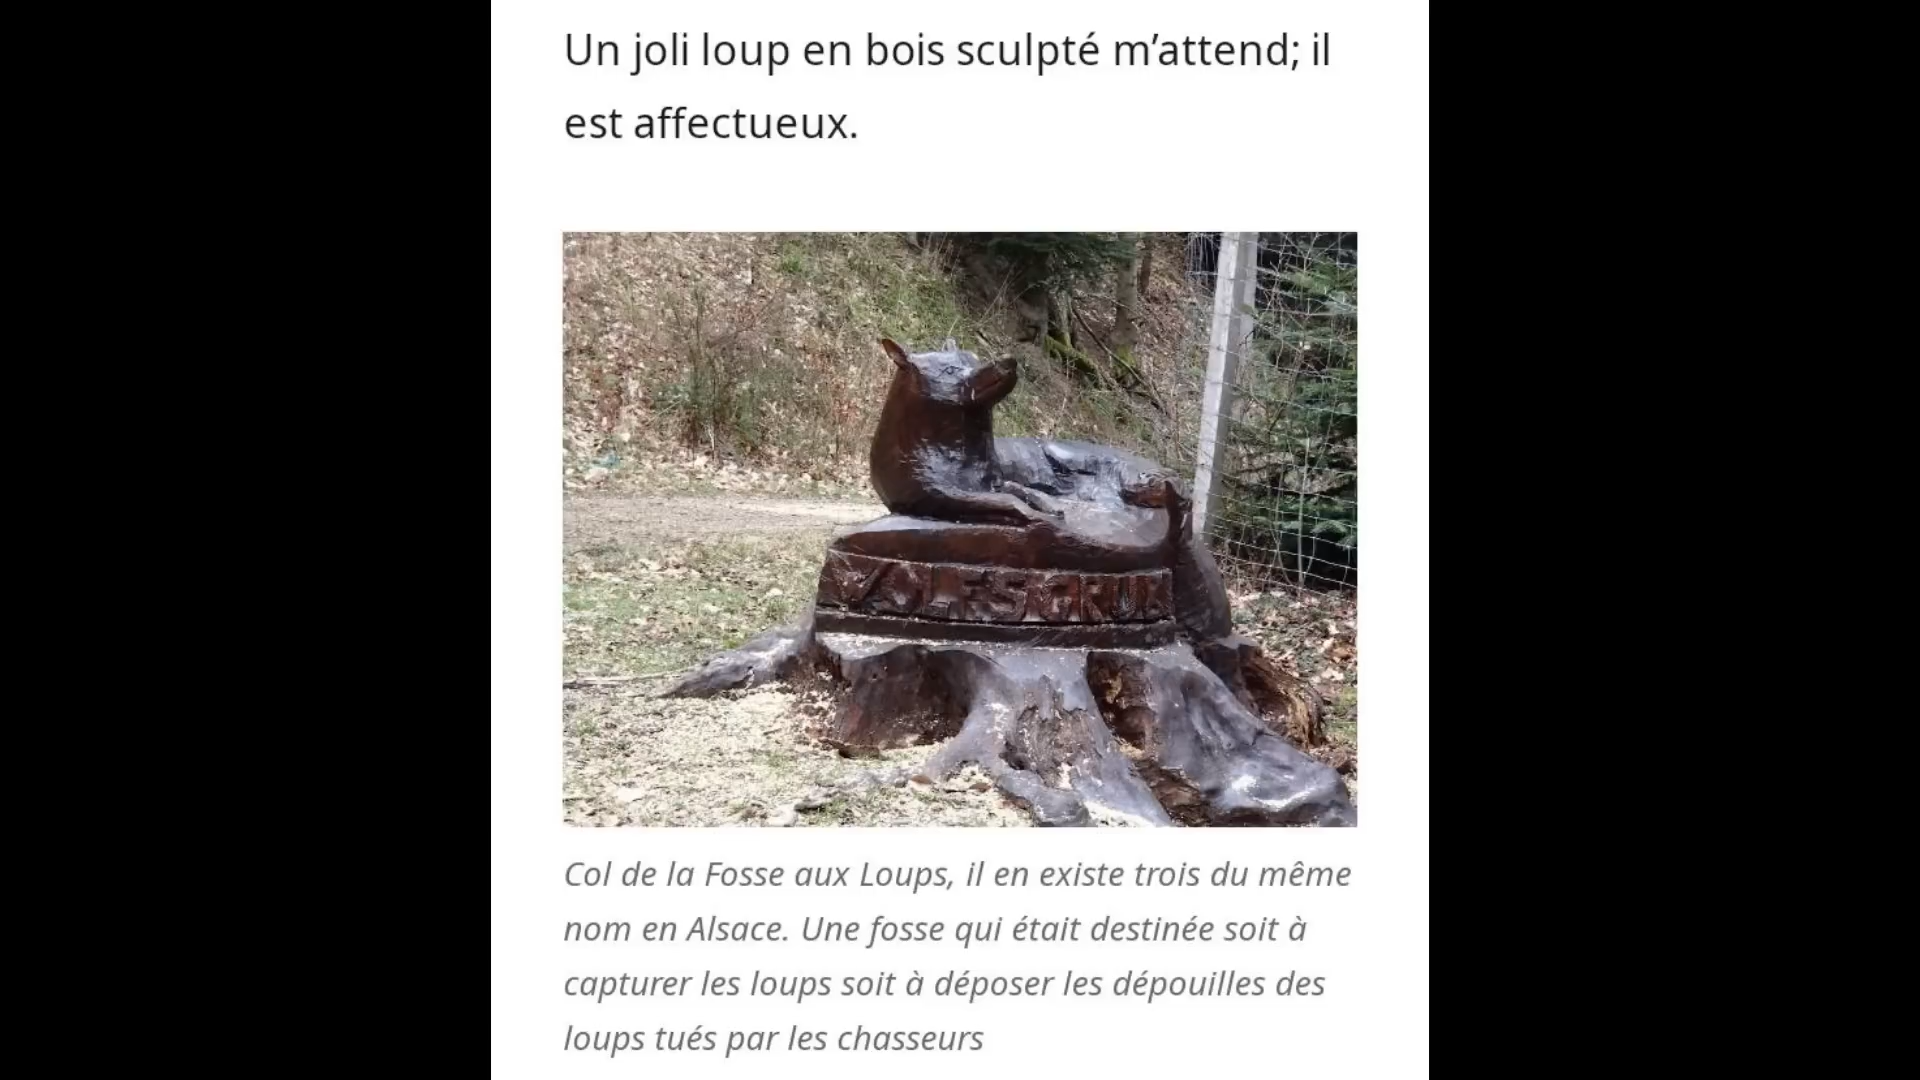 Un joli loup en bois sculpté m’attend; il
est affectueux.
WOLFSGRUB
Col de la Fosse aux Loups, il en existe trois du même
nom en Alsace. Une fosse qui était destinée soit à
capturer les loups soit à déposer les dépouilles des
loups tués par les chasseurs